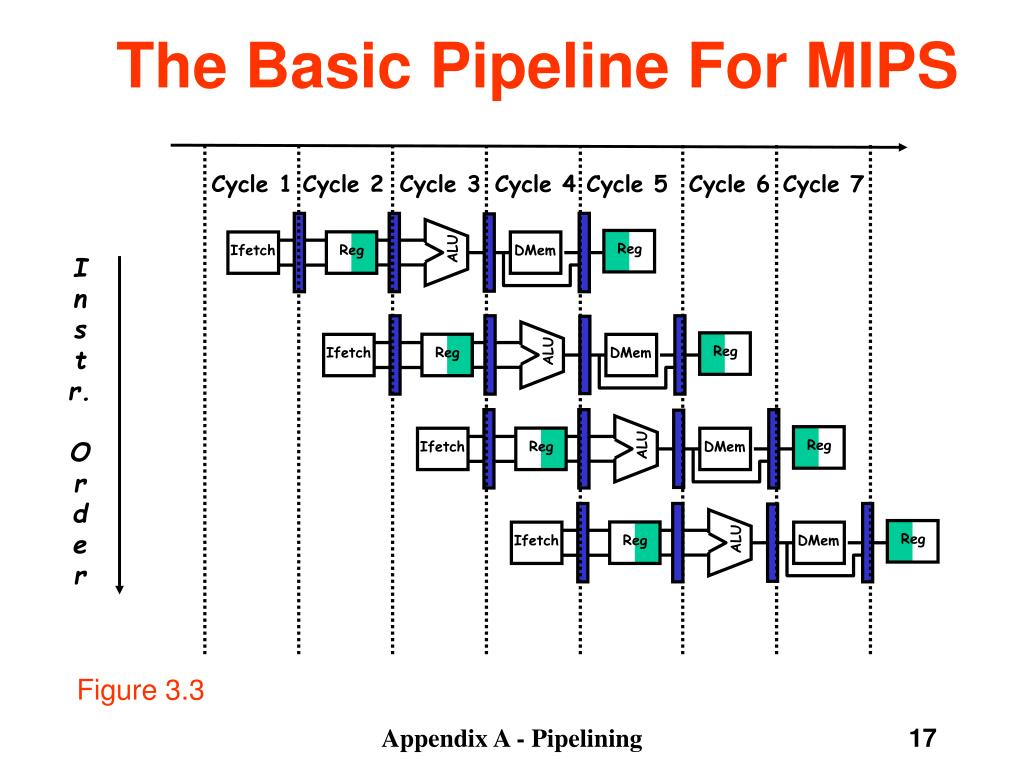 The Basic Pipeline For MIPS
Cycle 1 Cycle 2 Cycle 3 Cycle 4 Cycle 5 Cycle 6 Cycle 7
Ifetch Reg ALU DMem Reg
Ifetch Reg ALU DMem Reg
Ifetch Reg ALU DMem Reg
Ifetch Reg ALU DMem Reg
Instr. Order
Figure 3.3
Appendix A - Pipelining 17